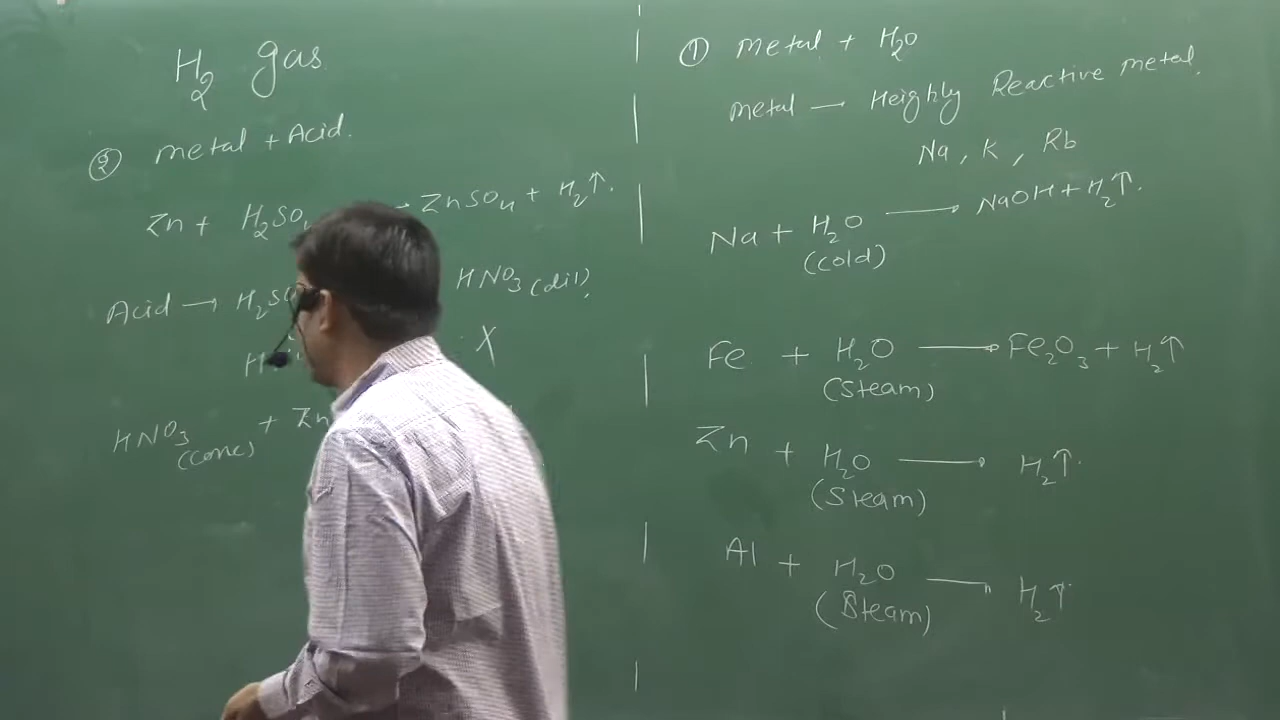 H₂ gas
② metal + Acid.
Zn + H₂SO₄ → ZnSO₄ + H₂↑.
Acid → H₂SO HNO₃ (dil)
H X
HNO₃ (conc) + Zn
① metal + H₂O
metal → Heighly Reactive metal.
Na, K, Rb
Na + H₂O (cold) → NaOH + H₂↑.
Fe + H₂O (Steam) → Fe₂O₃ + H₂↑
Zn + H₂O (Steam) → H₂↑.
Al + H₂O (Steam) → H₂↑